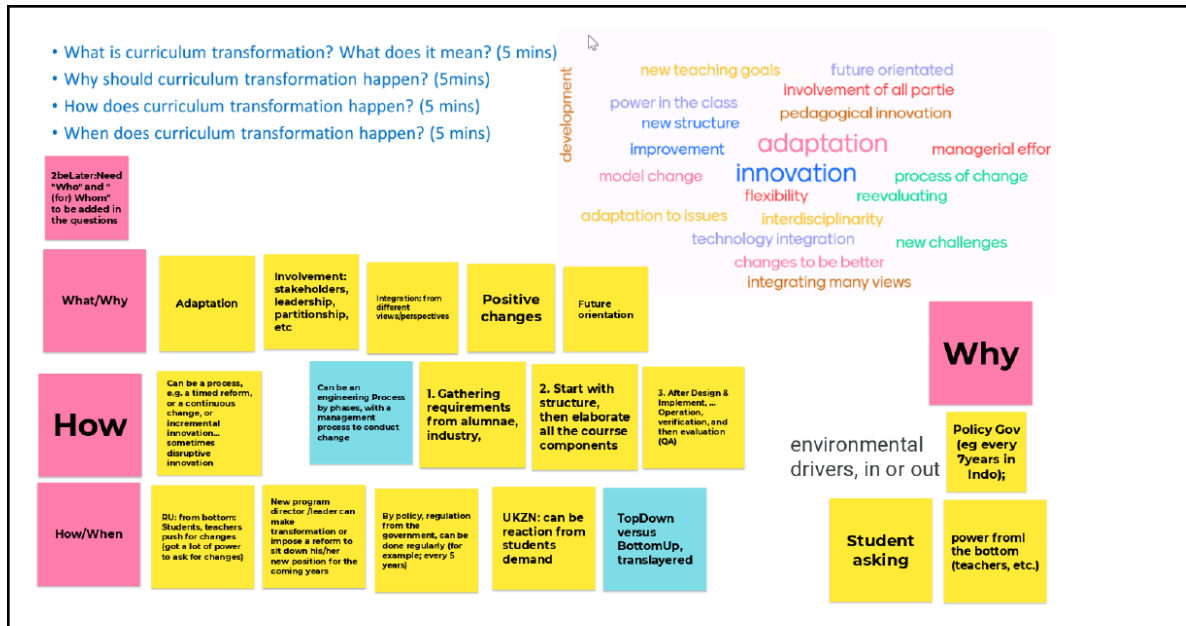 • What is curriculum transformation? What does it mean? (5 mins)
• Why should curriculum transformation happen? (5mins)
• How does curriculum transformation happen? (5 mins)
• When does curriculum transformation happen? (5 mins)
development
new teaching goals
future orientated
involvement of all partie
power in the class
pedagogical innovation
new structure
adaptation
improvement
managerial effor
innovation
model change
process of change
flexibility
reevaluating
adaptation to issues
interdisciplinarity
technology integration
new challenges
changes to be better
integrating many views
2beLater:Need
"Who" and "
(for) Whom"
to be added in
the questions
What/Why
Adaptation
Involvement:
stakeholders,
leadership,
partitionship,
etc
Integration: from
different
views/perspectives
Positive
changes
Future
orientation
How
Can be a process,
e.g. a timed reform,
or a continuous
change, or
incremental
innovation...
sometimes
disruptive
innovation
Can be an
engineering Process
by phases, with a
management
process to conduct
change
1. Gathering
requirements
from alumnae,
industry,
2. Start with
structure,
then elaborate
all the courrse
components
3. After Design &
Implement, ...
Operation,
verification, and
then evaluation
(QA)
How/When
RU: from bottom:
Students, teachers
push for changes
(got a lot of power
to ask for changes)
New program
director /leader can
make
transformation or
impose a reform to
sit down his/her
new position for the
coming years
By policy, regulation
from the
government, can be
done regularly (for
example; every 5
years)
UKZN: can be
reaction from
students
demand
TopDown
versus
BottomUp,
translayered
Why
environmental
drivers, in or out
Policy Gov
(eg every
7years in
Indo);
Student
asking
power froml
the bottom
(teachers, etc.)